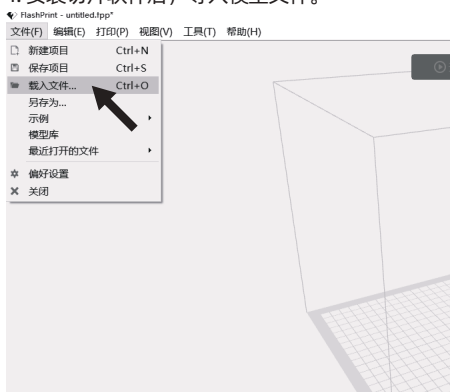 4. 安装切片软件后，导入模型文件。
FlashPrint - untitled.fpp*
文件(F) 编辑(E) 打印(P) 视图(V) 工具(T) 帮助(H)
新建项目 Ctrl+N
保存项目 Ctrl+S
载入文件... Ctrl+O
另存为...
示例
模型库
最近打开的文件
偏好设置
关闭